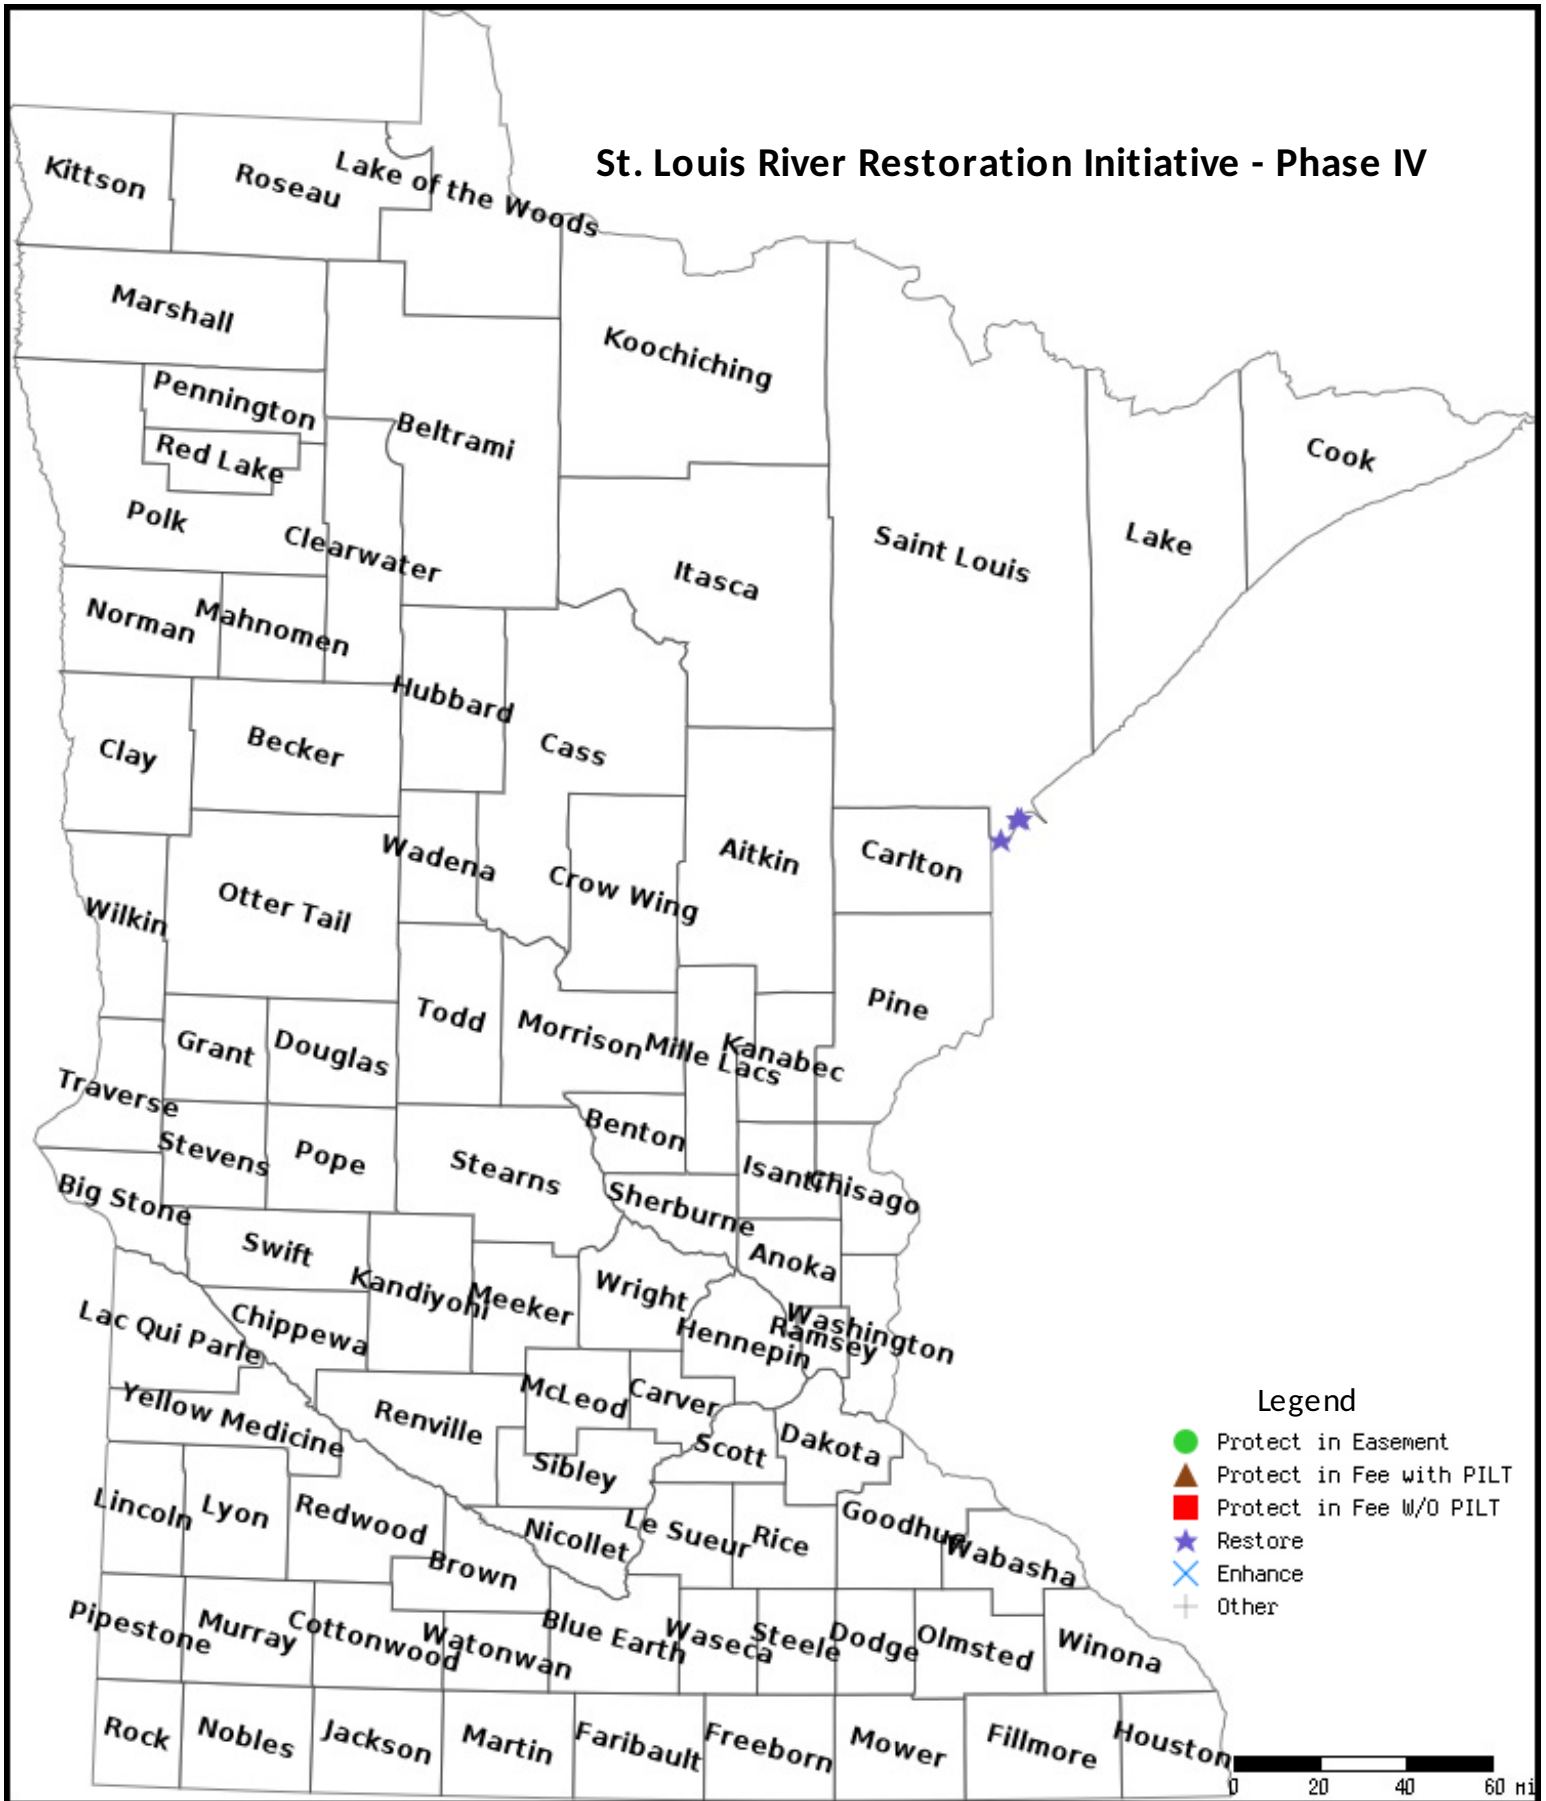 St. Louis River Restoration Initiative - Phase IV
Kittson
Roseau
Lake of the Woods
Marshall
Koochiching
Pennington
Beltrami
Red Lake
Cook
Polk
Clearwater
Saint Louis
Lake
Itasca
Norman
Mahnomen
Hubbard
Clay
Becker
Cass
Wadena
Aitkin
Carlton
Otter Tail
Crow Wing
Wilkin
Todd
Pine
Grant
Douglas
Morrison
Mille Lacs
Kanabec
Traverse
Stevens
Pope
Stearns
Benton
Isanti
Chisago
Big Stone
Sherburne
Swift
Anoka
Kandiyohi
Meeker
Wright
Lac Qui Parle
Chippewa
Hennepin
Ramsey
Washington
Yellow Medicine
Renville
McLeod
Carver
Scott
Dakota
Sibley
Lincoln
Lyon
Redwood
Nicollet
Le Sueur
Rice
Goodhue
Wabasha
Brown
Pipestone
Murray
Cottonwood
Watonwan
Blue Earth
Waseca
Steele
Dodge
Olmsted
Winona
Rock
Nobles
Jackson
Martin
Faribault
Freeborn
Mower
Fillmore
Houston
Legend
Protect in Easement
Protect in Fee with PILT
Protect in Fee W/O PILT
Restore
Enhance
Other
0 20 40 60 mi